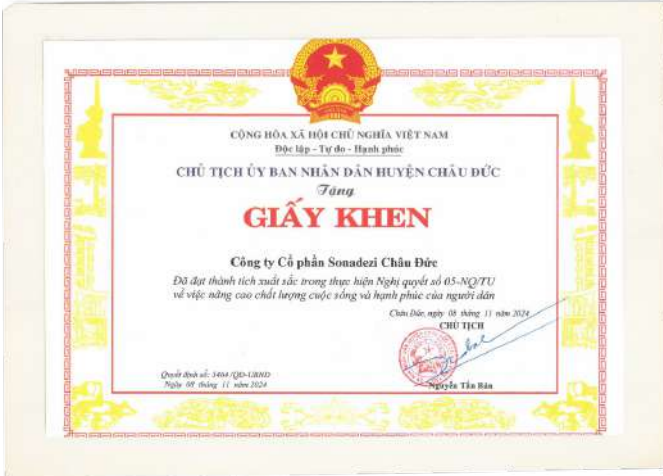 CỘNG HÒA XÃ HỘI CHỦ NGHĨA VIỆT NAM
Độc lập - Tự do - Hạnh phúc
CHỦ TỊCH ỦY BAN NHÂN DÂN HUYỆN CHÂU ĐỨC
Tặng
GIẤY KHEN
Công ty Cổ phần Sonadezi Châu Đức
Đã đạt thành tích xuất sắc trong thực hiện Nghị quyết số 05-NQ/TU
về việc nâng cao chất lượng cuộc sống và hạnh phúc của người dân
Châu Đức, ngày 08 tháng 11 năm 2024
CHỦ TỊCH
Quyết định số: 5404/QĐ-UBND
Ngày 08 tháng 11 năm 2024
Nguyễn Tấn Bản